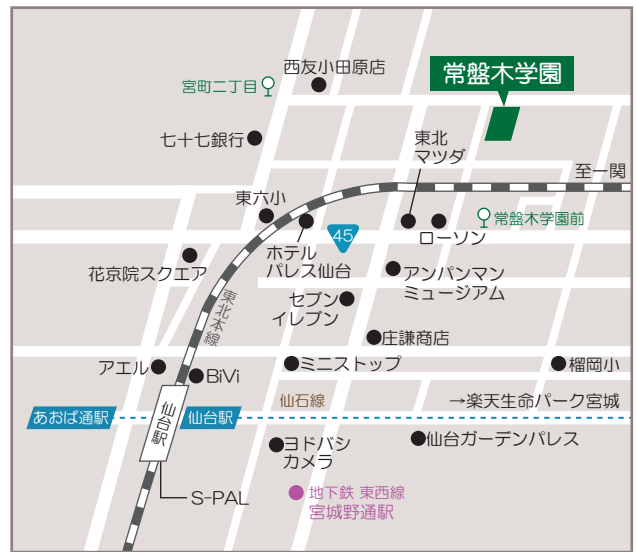 西友小田原店
宮町二丁目
常盤木学園
七十七銀行
東北
マツダ
至一関
東六小
常盤木学園前
45
ローソン
ホテル
パレス仙台
花京院スクエア
アンパンマン
ミュージアム
セブン
イレブン
東北本線
庄謙商店
アエル
BiVi
ミニストップ
榴岡小
仙石線
→楽天生命パーク宮城
あおば通駅
仙台駅
仙台駅
ヨドバシ
カメラ
仙台ガーデンパレス
S-PAL
地下鉄 東西線
宮城野通駅